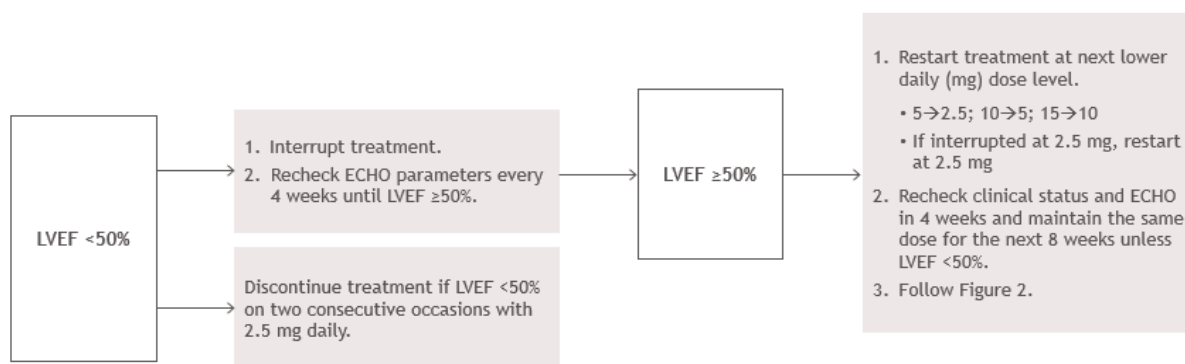 LVEF <50%
1. Interrupt treatment.
2. Recheck ECHO parameters every
4 weeks until LVEF ≥50%.
Discontinue treatment if LVEF <50%
on two consecutive occasions with
2.5 mg daily.
LVEF ≥50%
1. Restart treatment at next lower
daily (mg) dose level.
• 5→2.5; 10→5; 15→10
• If interrupted at 2.5 mg, restart
at 2.5 mg
2. Recheck clinical status and ECHO
in 4 weeks and maintain the same
dose for the next 8 weeks unless
LVEF <50%.
3. Follow Figure 2.